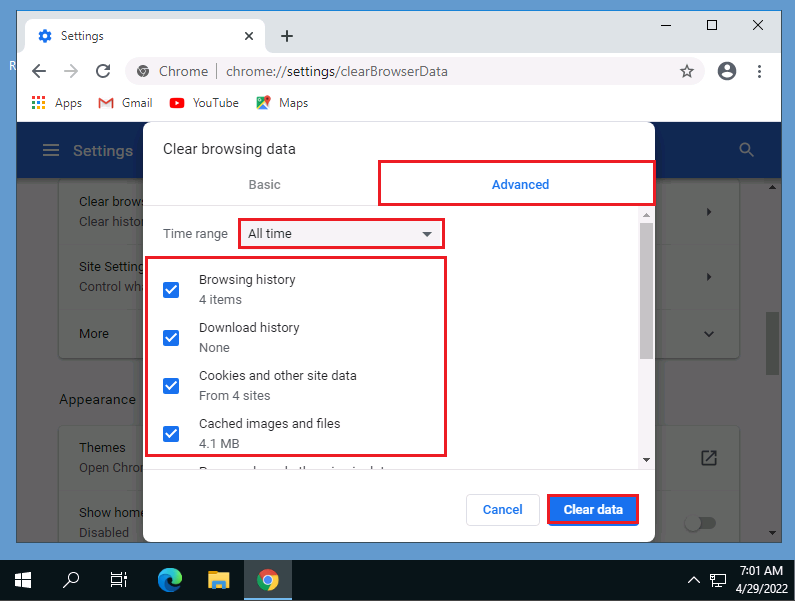 Settings
R
Chrome | chrome://settings/clearBrowserData
Apps Gmail YouTube Maps
Settings
Clear browsing data
Basic Advanced
Clear brow
Clear histor
Time range All time
Site Setting
Control wha
Browsing history
4 items
Download history
None
More
Cookies and other site data
From 4 sites
Appearance
Cached images and files
4.1 MB
Themes
Open Chron
Cancel Clear data
Show home
Disabled
7:01 AM
4/29/2022